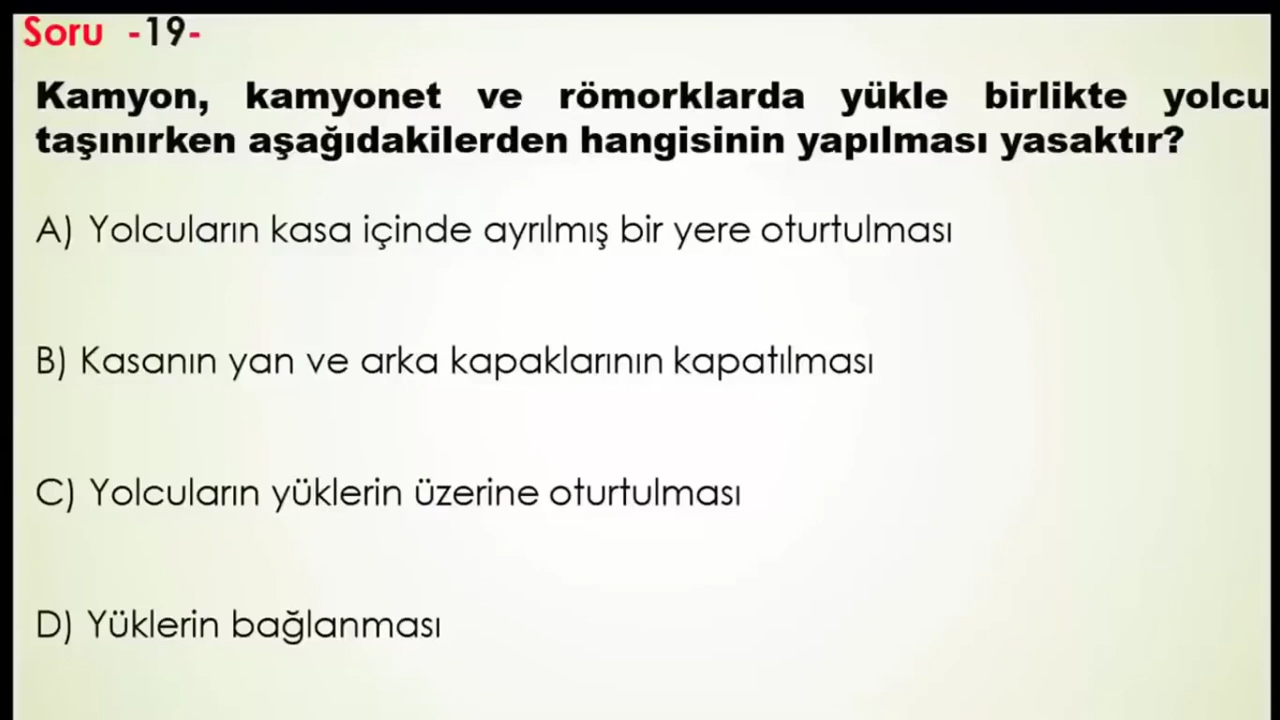 Soru -19-
Kamyon, kamyonet ve römorklarda yükle birlikte yolcu
taşınırken aşağıdakilerden hangisinin yapılması yasaktır?
A) Yolcuların kasa içinde ayrılmış bir yere oturtulması
B) Kasanın yan ve arka kapaklarının kapatılması
C) Yolcuların yüklerin üzerine oturtulması
D) Yüklerin bağlanması